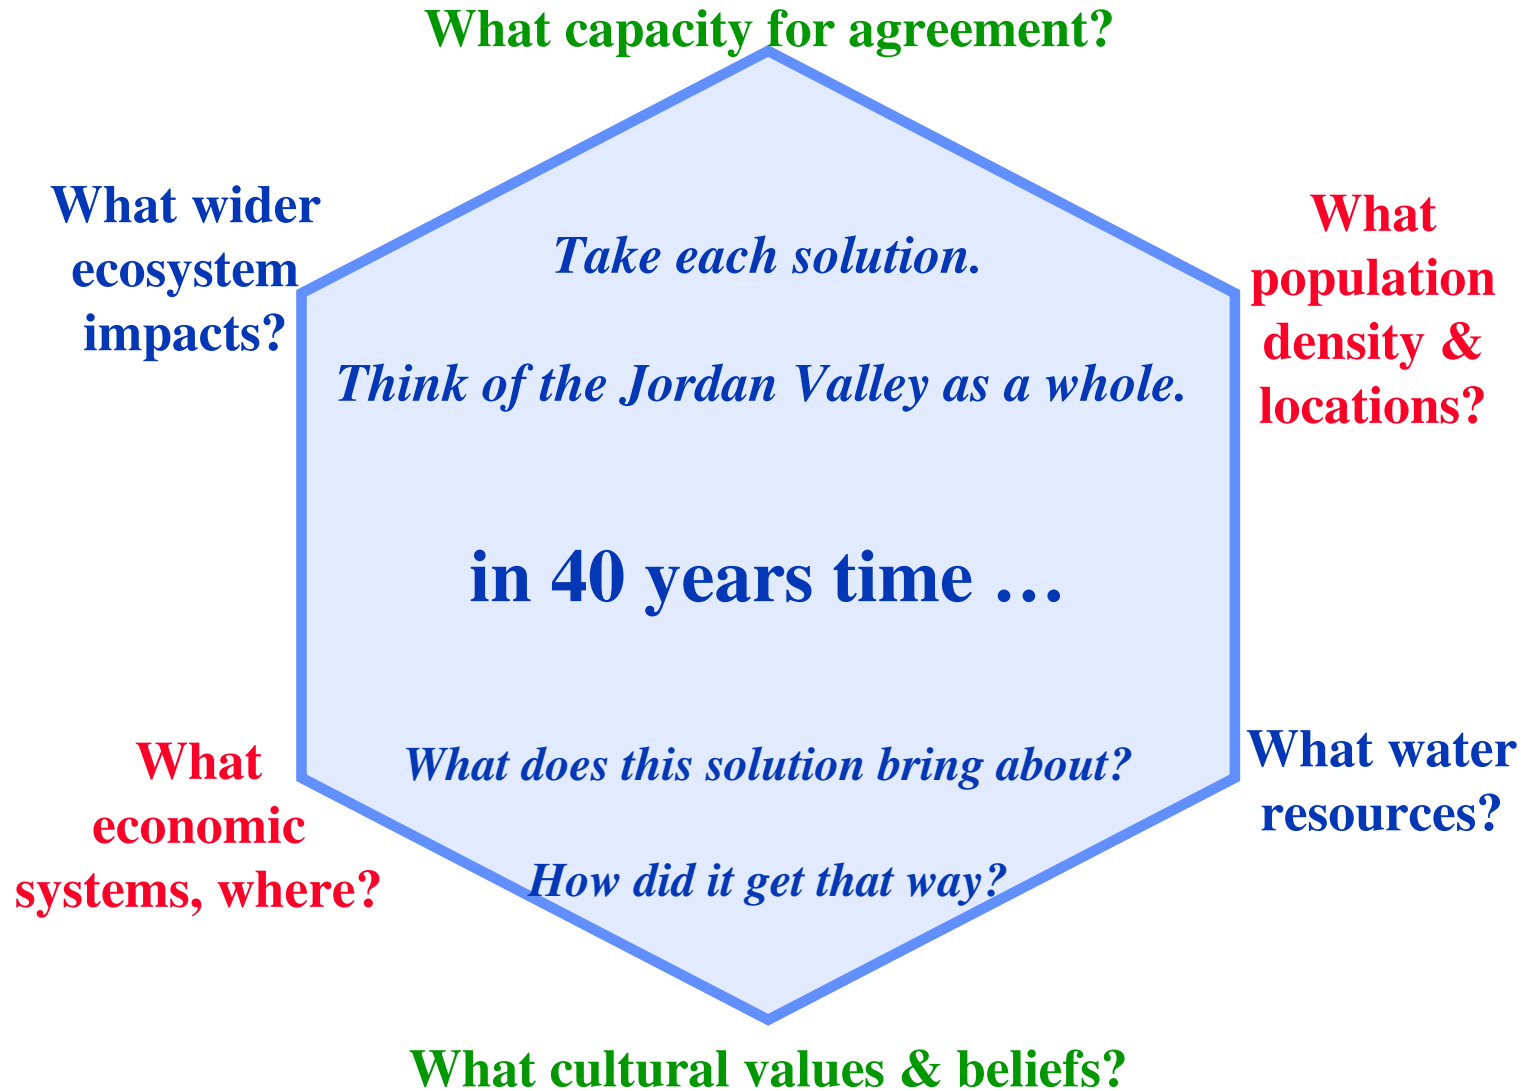 What capacity for agreement?
What wider
ecosystem
impacts?
What
population
density &
locations?
Take each solution.
Think of the Jordan Valley as a whole.
in 40 years time …
What does this solution bring about?
How did it get that way?
What
economic
systems, where?
What water
resources?
What cultural values & beliefs?